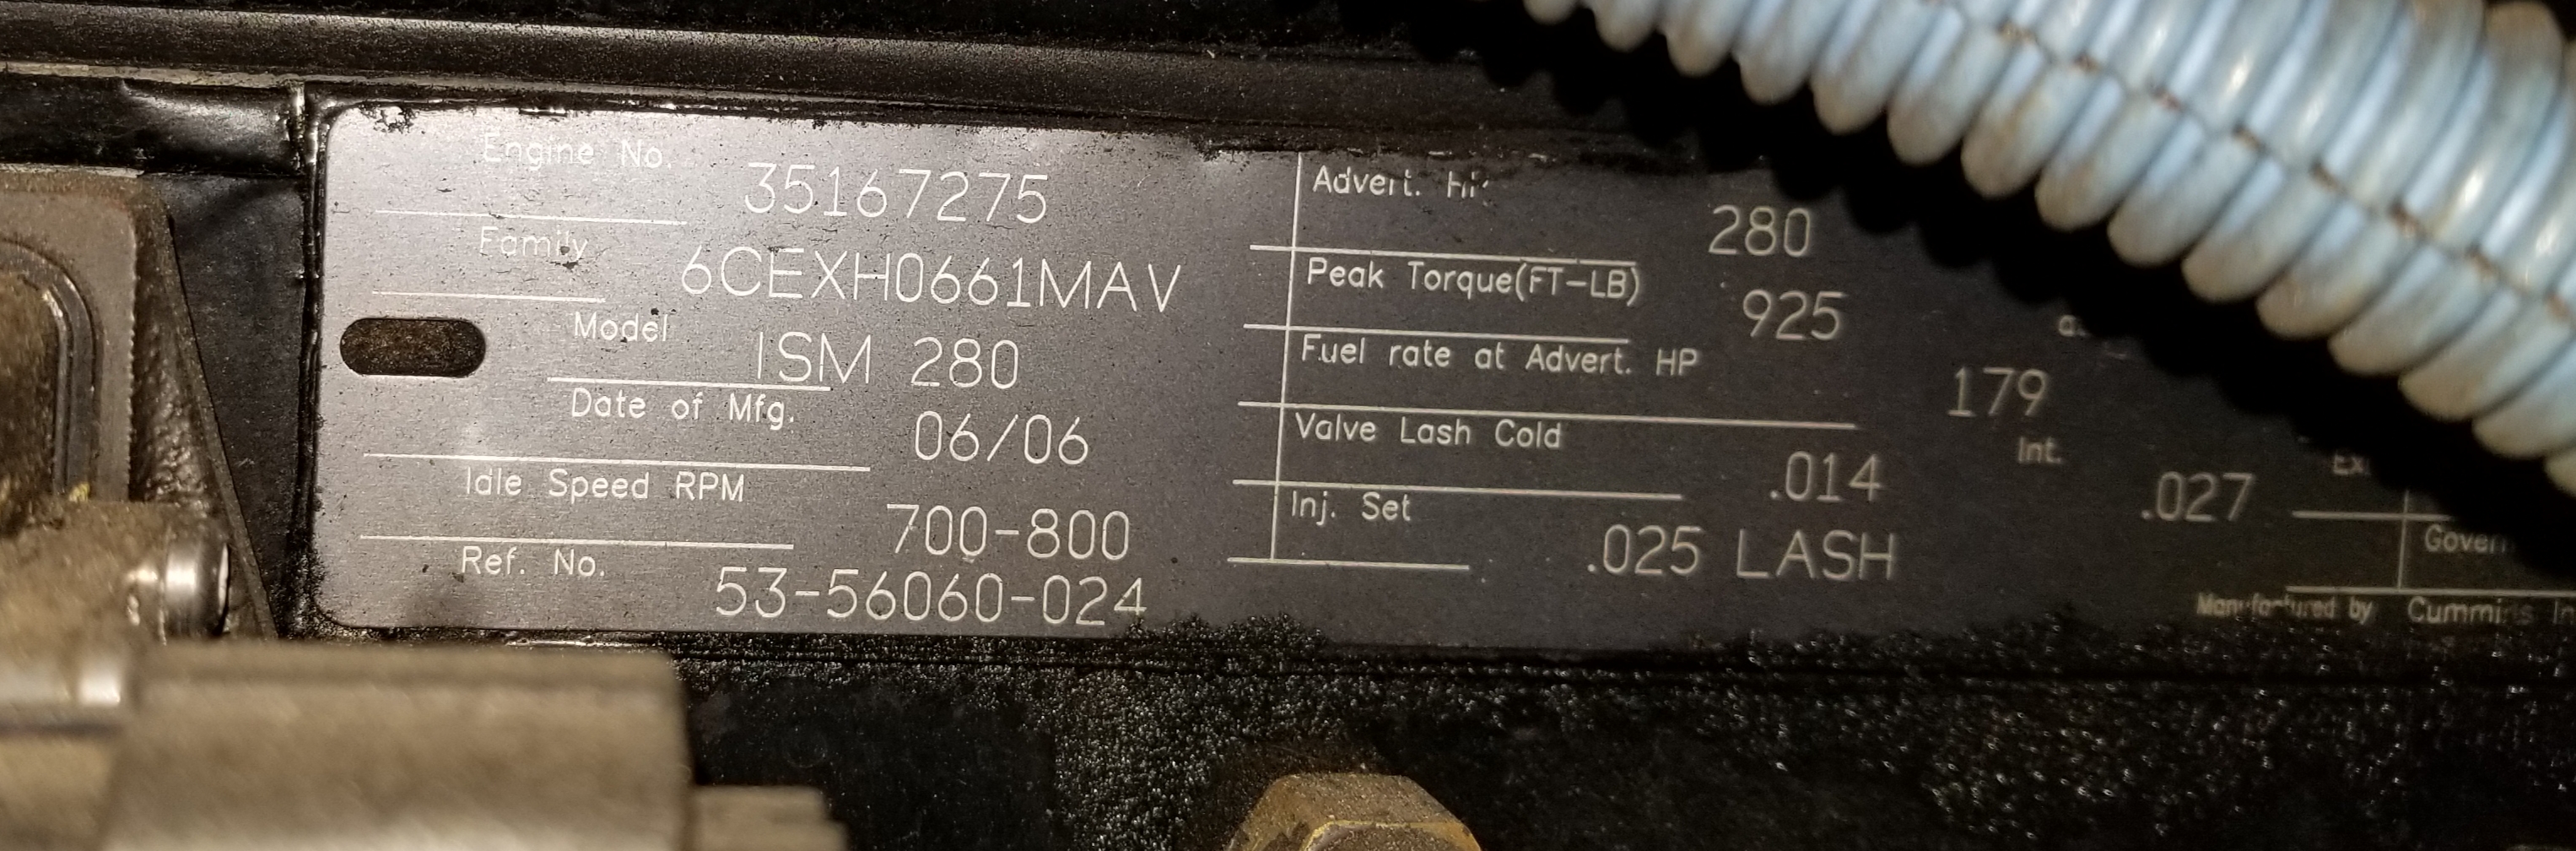 Engine No. 35167275
Family 6CEXH0661MAV
Model ISM 280
Date of Mfg. 06/06
Idle Speed RPM 700-800
Ref. No. 53-56060-024
Advert. HP 280
Peak Torque(FT-LB) 925
Fuel rate at Advert. HP 179
Valve Lash Cold .014 Int. .027
Inj. Set .025 LASH
Manufactured by Cummins